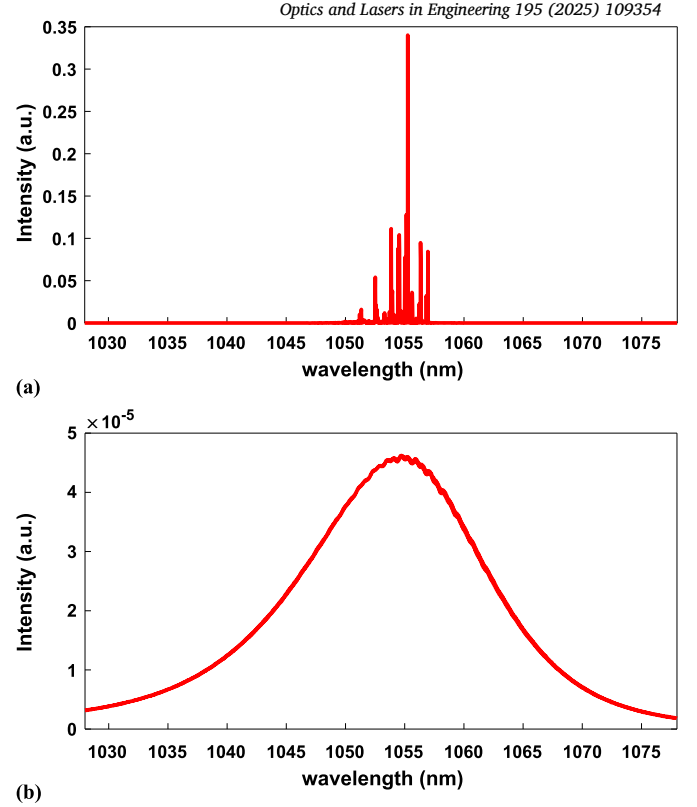 Optics and Lasers in Engineering 195 (2025) 109354
0.35
0.3
0.25
0.2
0.15
0.1
0.05
0
Intensity (a.u.)
1030 1035 1040 1045 1050 1055 1060 1065 1070 1075
wavelength (nm)
(a)
×10-5
5
4
3
2
1
0
Intensity (a.u.)
1030 1035 1040 1045 1050 1055 1060 1065 1070 1075
wavelength (nm)
(b)